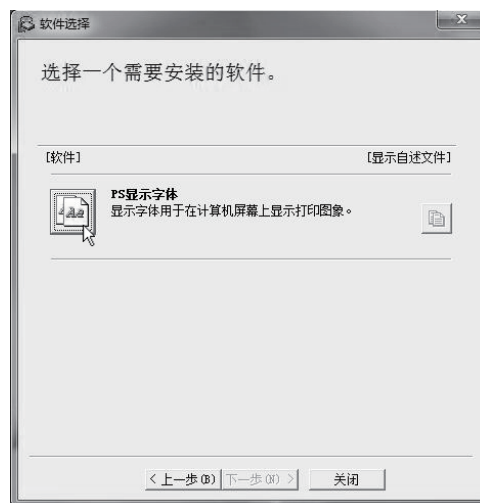 软件选择
选择一个需要安装的软件。
[软件] [显示自述文件]
PS显示字体
显示字体用于在计算机屏幕上显示打印图象。
< 上一步(B) 下一步(N) > 关闭